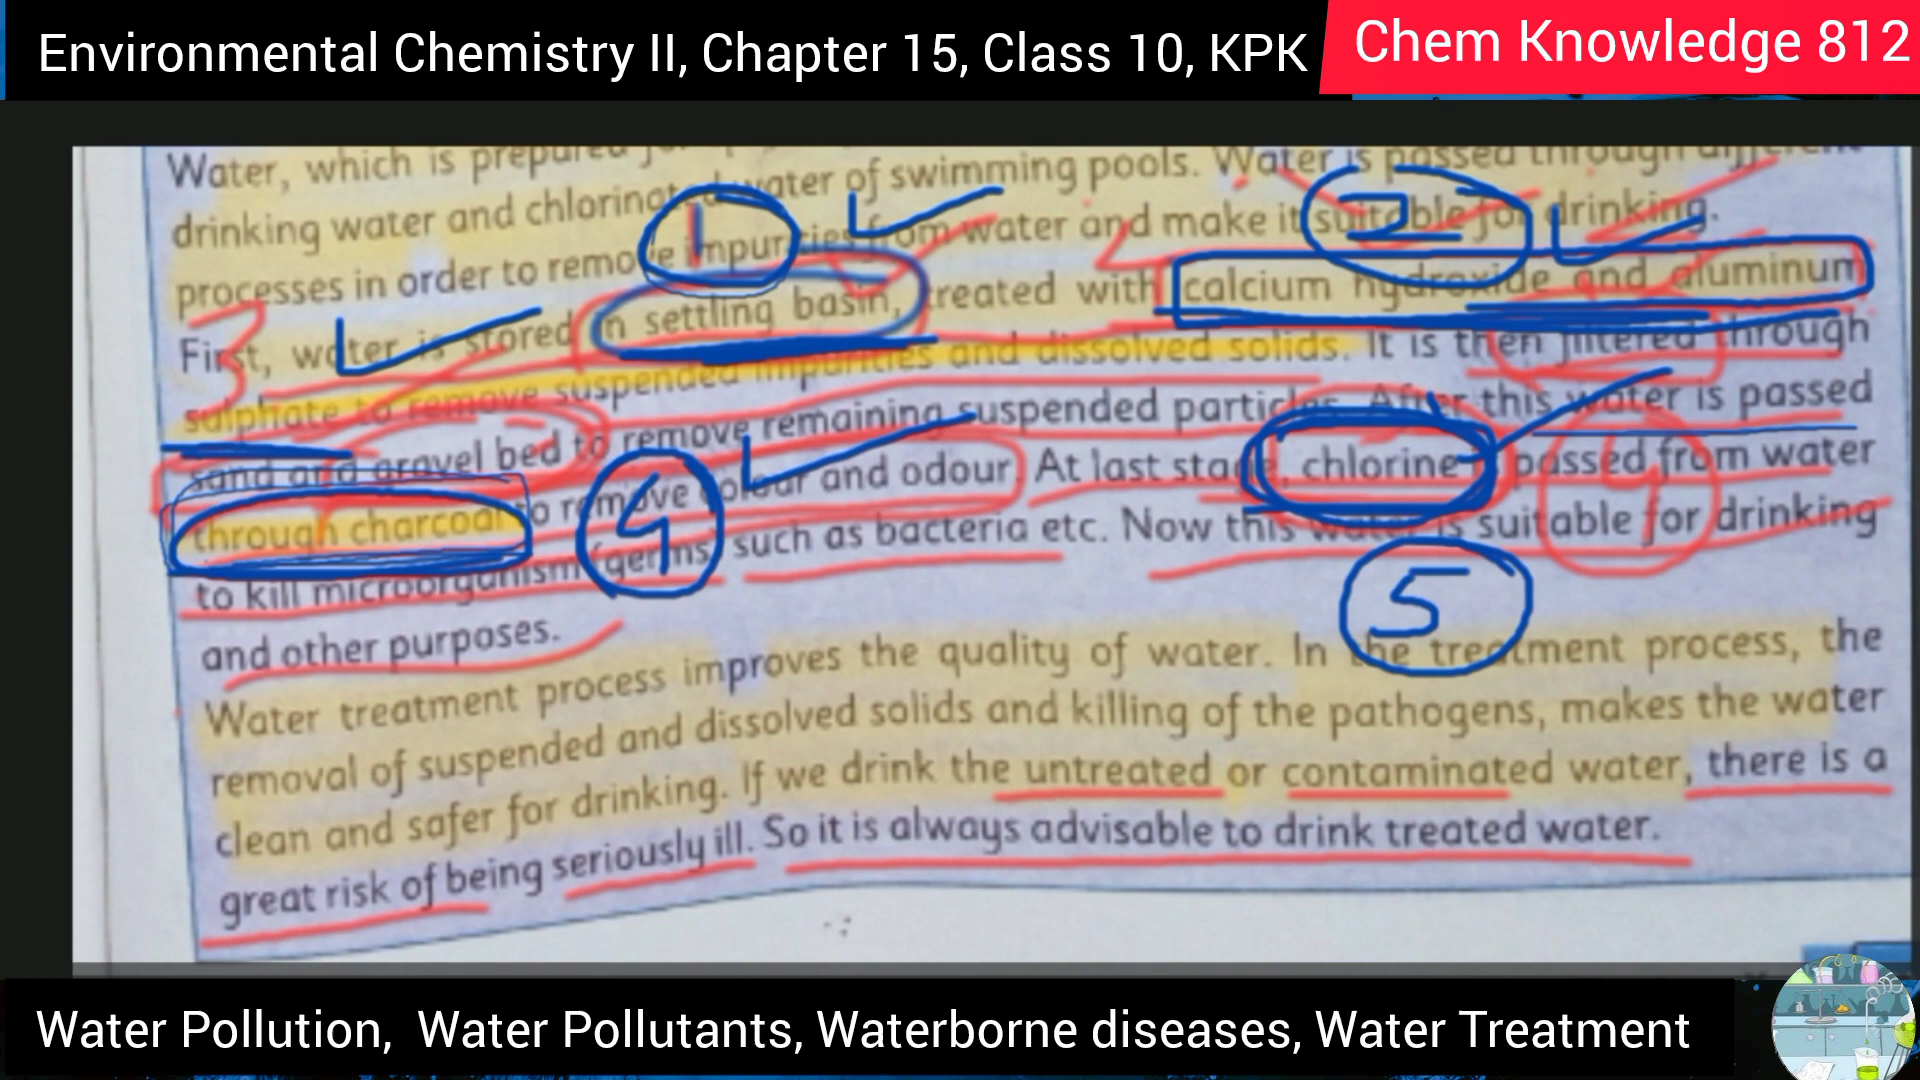 Environmental Chemistry II, Chapter 15, Class 10, KPK
Chem Knowledge 812
Water, which is prepared
drinking water and chlorinated water of swimming pools. Water is passed through different
processes in order to remove impurities from water and make it suitable for drinking.
First, water is stored in settling basin, treated with calcium hydroxide and aluminum
sulphate to remove suspended impurities and dissolved solids. It is then filtered through
sand and gravel bed to remove remaining suspended particles. After this water is passed
through charcoal to remove colour and odour. At last stage, chlorine passed from water
to kill microorganism (germs) such as bacteria etc. Now this water is suitable for drinking
and other purposes.
Water treatment process improves the quality of water. In the treatment process, the
removal of suspended and dissolved solids and killing of the pathogens, makes the water
clean and safer for drinking. If we drink the untreated or contaminated water, there is a
great risk of being seriously ill. So it is always advisable to drink treated water.
1
2
3
4
4
5
Water Pollution, Water Pollutants, Waterborne diseases, Water Treatment